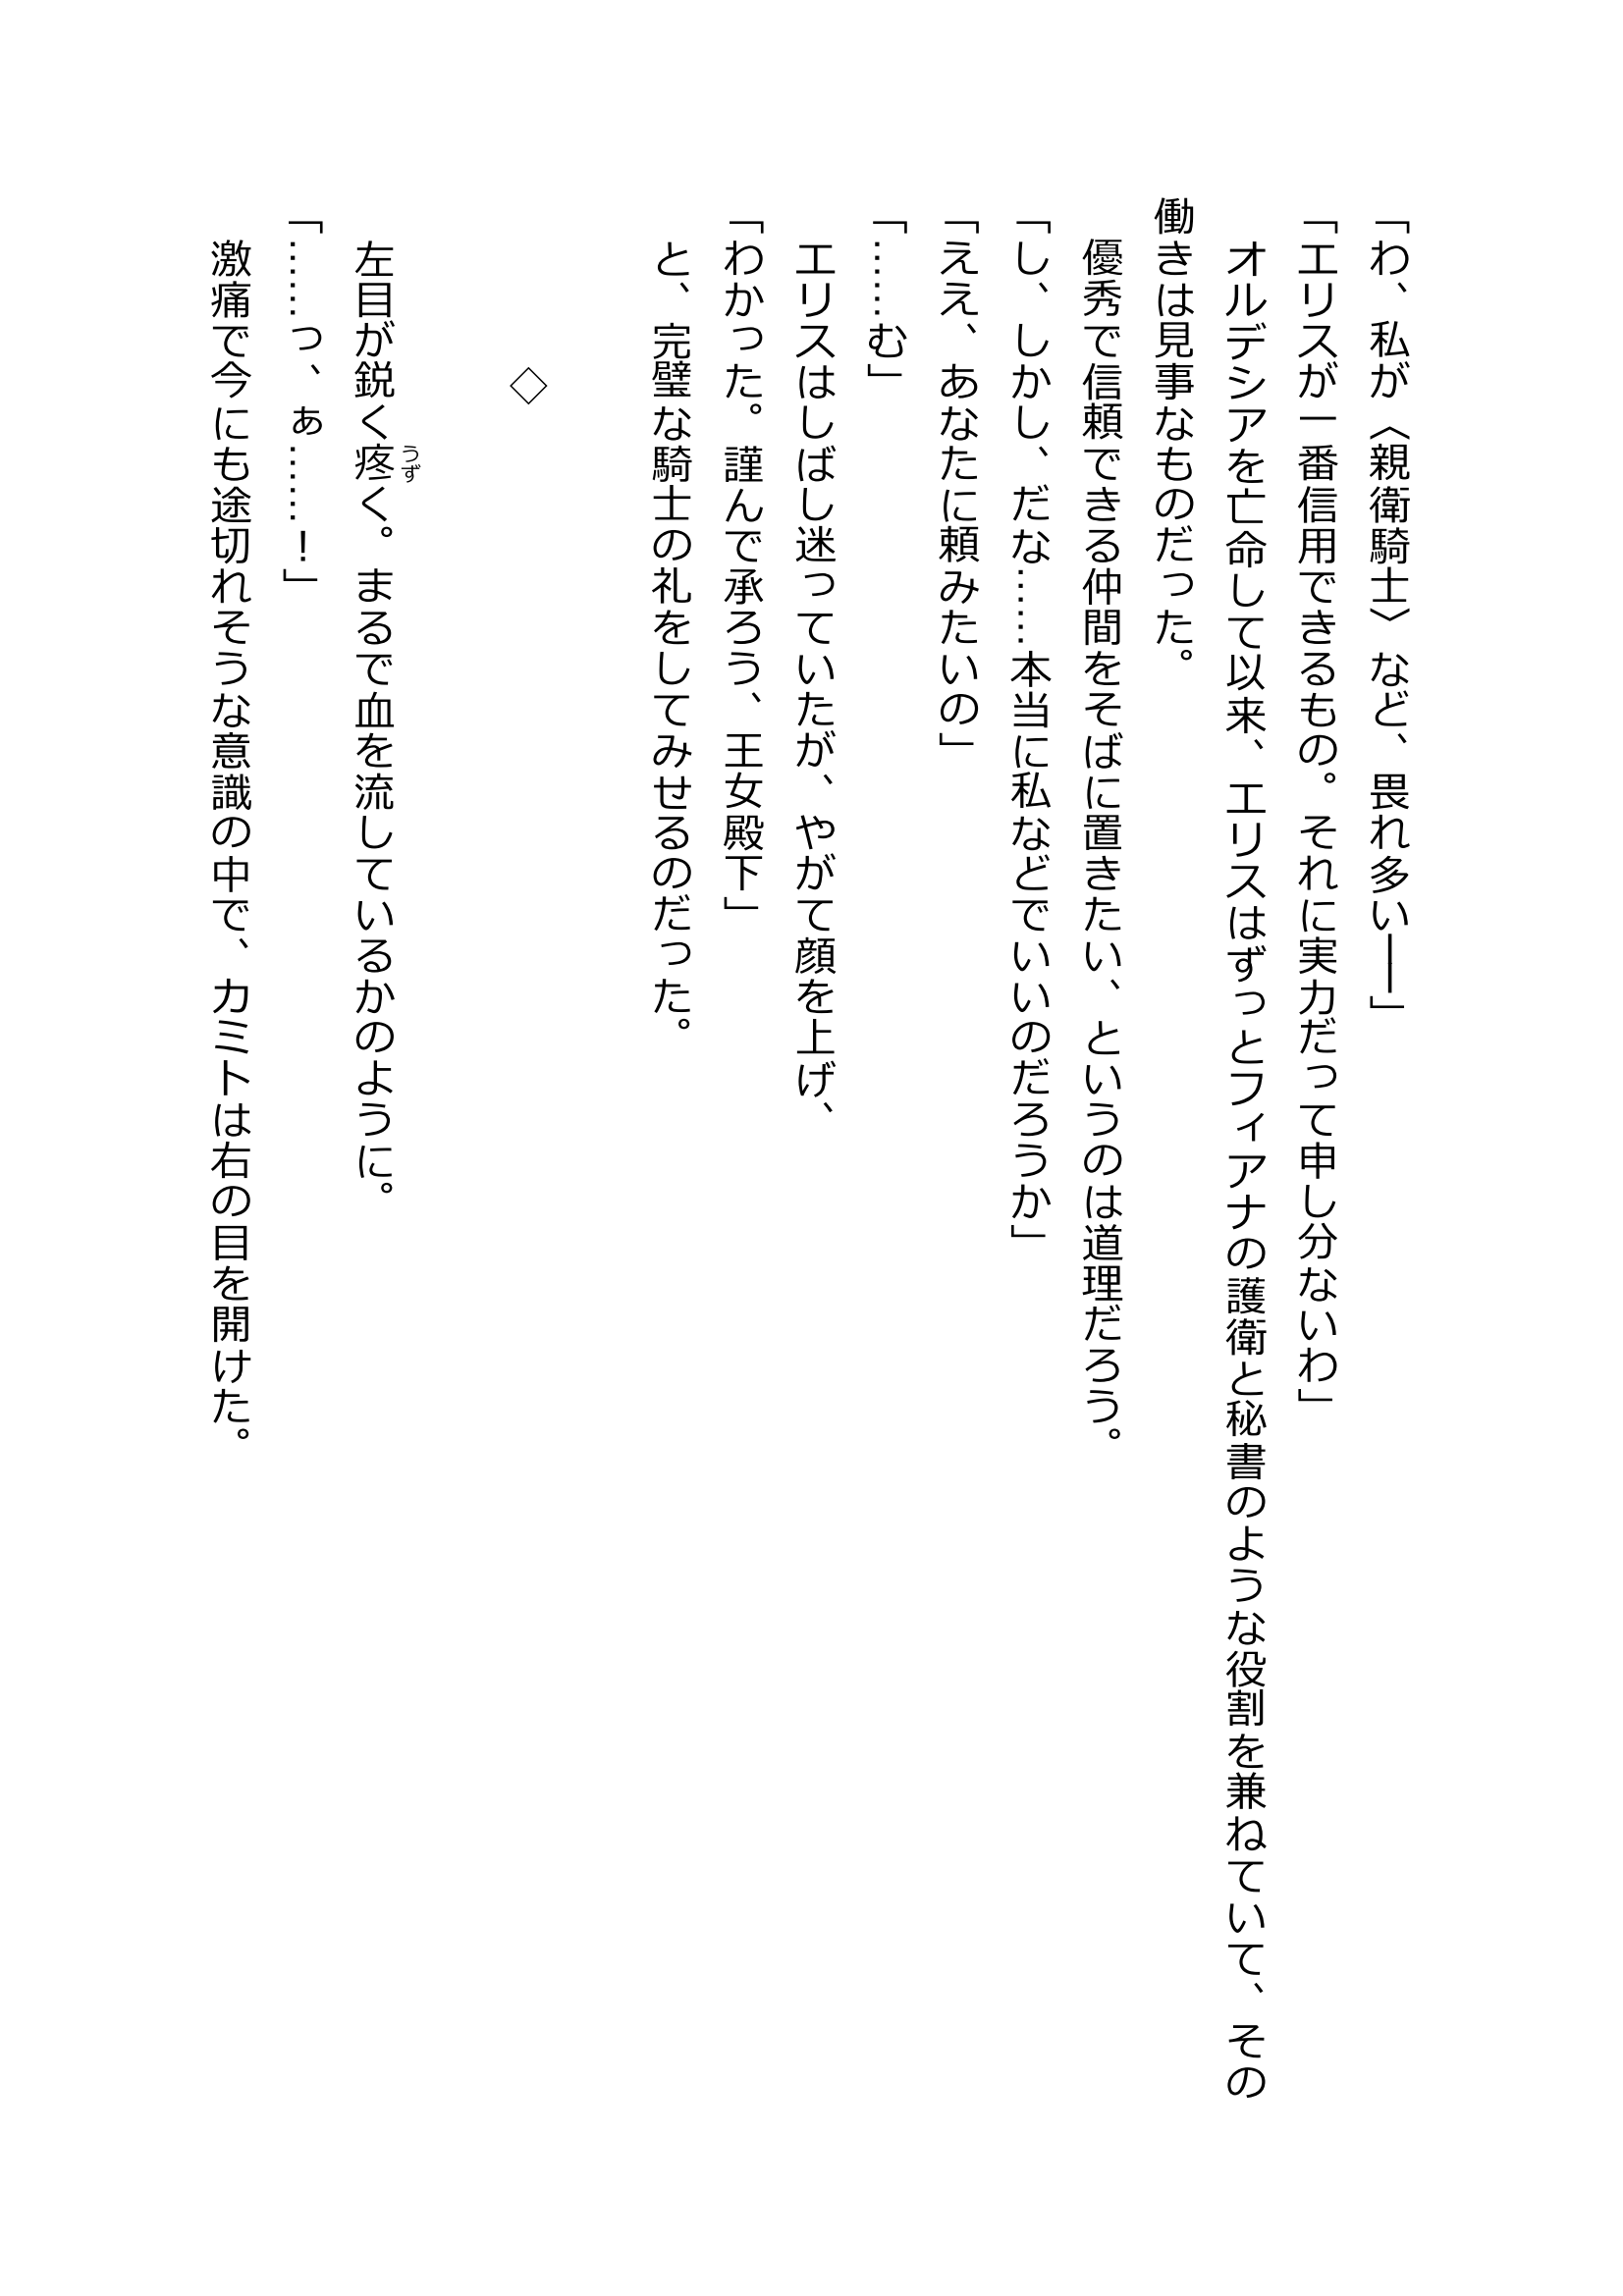 「わ、私が〈親衛騎士〉など、畏れ多い――」
「エリスが一番信用できるもの。それに実力だって申し分ないわ」
　オルデシアを亡命して以来、エリスはずっとフィアナの護衛と秘書のような役割を兼ねていて、その
働きは見事なものだった。
　優秀で信頼できる仲間をそばに置きたい、というのは道理だろう。
「し、しかし、だな……本当に私などでいいのだろうか」
「ええ、あなたに頼みたいの」
「……む」
　エリスはしばし迷っていたが、やがて顔を上げ、
「わかった。謹んで承ろう、王女殿下」
　と、完璧な騎士の礼をしてみせるのだった。
◇
　左目が鋭く疼く。まるで血を流しているかのように。
うず
「……っ、ぁ……！」
　激痛で今にも途切れそうな意識の中で、カミトは右の目を開けた。